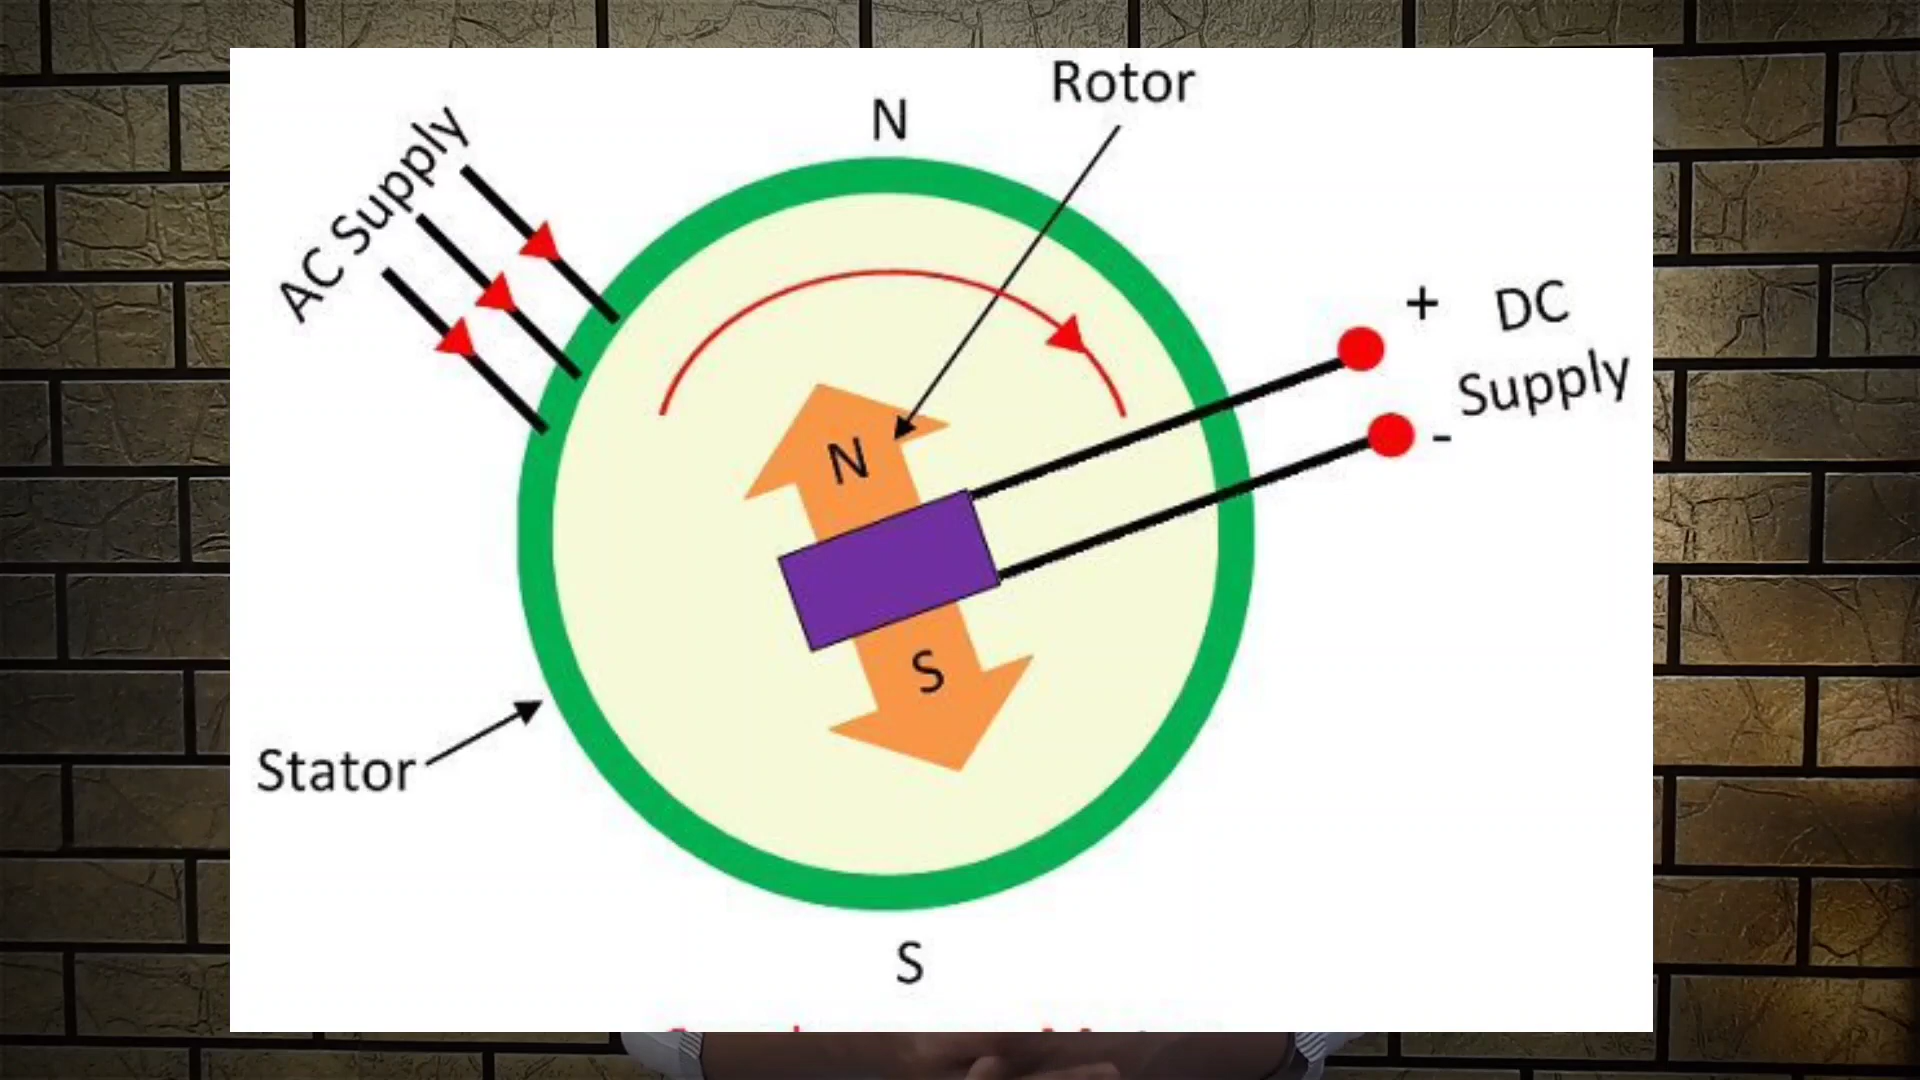 Rotor
N
AC Supply
+ DC
Supply
-
N
S
Stator
S